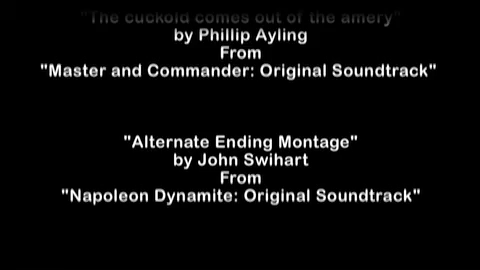 "The cuckold comes out of the amery"
by Phillip Ayling
From
"Master and Commander: Original Soundtrack"
"Alternate Ending Montage"
by John Swihart
From
"Napoleon Dynamite: Original Soundtrack"